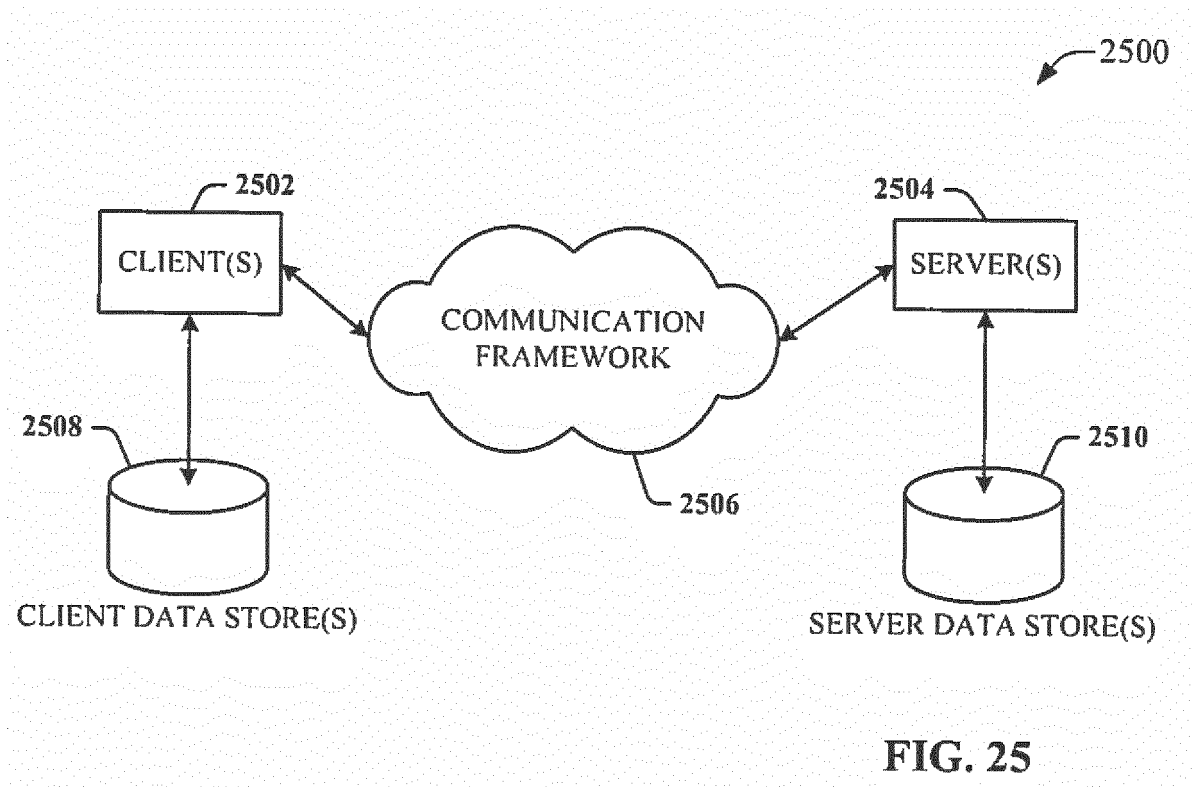 2500
2502
2504
CLIENT(S)
SERVER(S)
COMMUNICATION
FRAMEWORK
2508
2510
2506
CLIENT DATA STORE(S)
SERVER DATA STORE(S)
FIG. 25